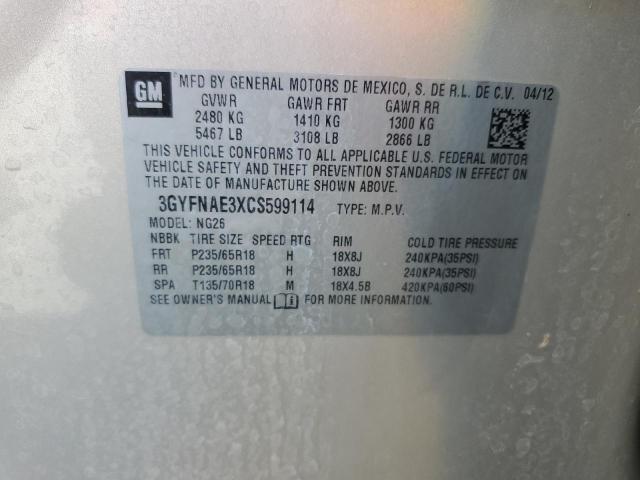 GM
MFD BY GENERAL MOTORS DE MEXICO, S. DE R.L. DE C.V. 04/12
GVWR GAWR FRT GAWR RR
2480 KG 1410 KG 1300 KG
5467 LB 3108 LB 2866 LB
THIS VEHICLE CONFORMS TO ALL APPLICABLE U.S. FEDERAL MOTOR
VEHICLE SAFETY AND THEFT PREVENTION STANDARDS IN EFFECT ON
THE DATE OF MANUFACTURE SHOWN ABOVE.
3GYFNAE3XCS599114 TYPE: M.P.V.
MODEL: NG26
NBBK TIRE SIZE SPEED RTG RIM COLD TIRE PRESSURE
FRT P235/65R18 H 18X8J 240KPA(35PSI)
RR P235/65R18 H 18X8J 240KPA(35PSI)
SPA T135/70R18 M 18X4.5B 420KPA(60PSI)
SEE OWNER'S MANUAL FOR MORE INFORMATION.